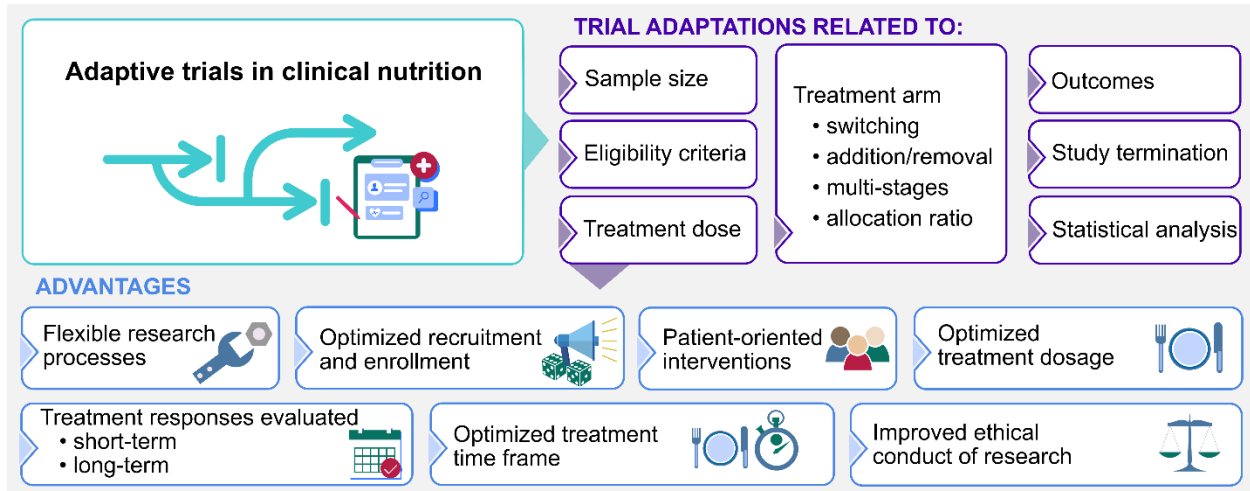 Adaptive trials in clinical nutrition
TRIAL ADAPTATIONS RELATED TO:
Sample size
Eligibility criteria
Treatment dose
Treatment arm
• switching
• addition/removal
• multi-stages
• allocation ratio
Outcomes
Study termination
Statistical analysis
ADVANTAGES
Flexible research
processes
Optimized recruitment
and enrollment
Patient-oriented
interventions
Optimized
treatment dosage
Treatment responses evaluated
• short-term
• long-term
Optimized treatment
time frame
Improved ethical
conduct of research